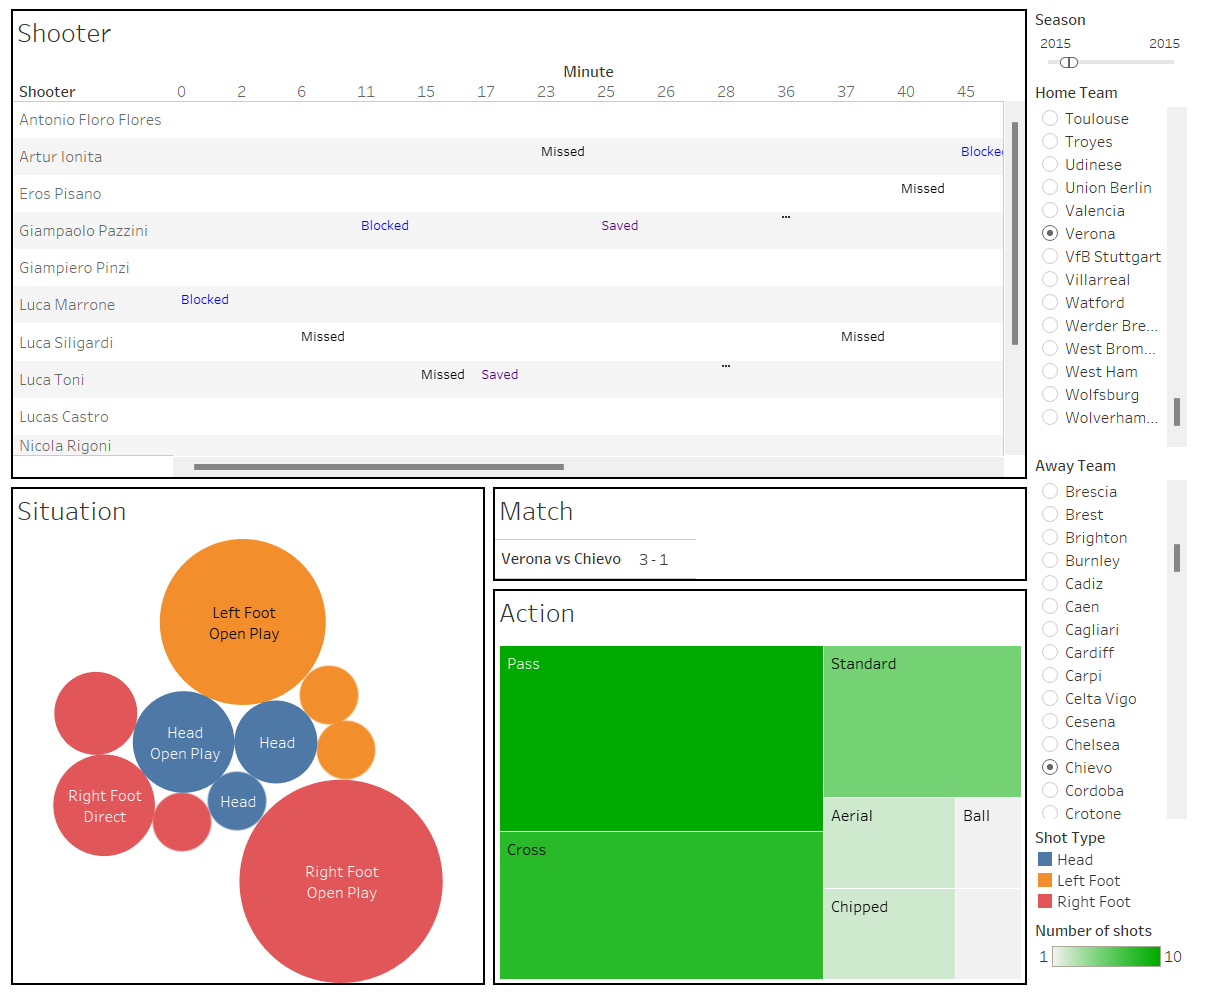 Shooter
Minute
Shooter 0 2 6 11 15 17 23 25 26 28 36 37 40 45
Antonio Floro Flores
Artur Ionita Missed Blocked
Eros Pisano Missed
Giampaolo Pazzini Blocked Saved ...
Giampiero Pinzi
Luca Marrone Blocked
Luca Siligardi Missed Missed
Luca Toni Missed Saved ...
Lucas Castro
Nicola Rigoni
Situation
Left Foot
Open Play
Head
Open Play
Head
Head
Right Foot
Direct
Right Foot
Open Play
Match
Verona vs Chievo 3 - 1
Action
Pass
Standard
Cross
Aerial
Ball
Chipped
Season
2015 2015
Home Team
Toulouse
Troyes
Udinese
Union Berlin
Valencia
Verona
VfB Stuttgart
Villarreal
Watford
Werder Bre...
West Brom...
West Ham
Wolfsburg
Wolverham...
Away Team
Brescia
Brest
Brighton
Burnley
Cadiz
Caen
Cagliari
Cardiff
Carpi
Celta Vigo
Cesena
Chelsea
Chievo
Cordoba
Crotone
Shot Type
Head
Left Foot
Right Foot
Number of shots
1 10